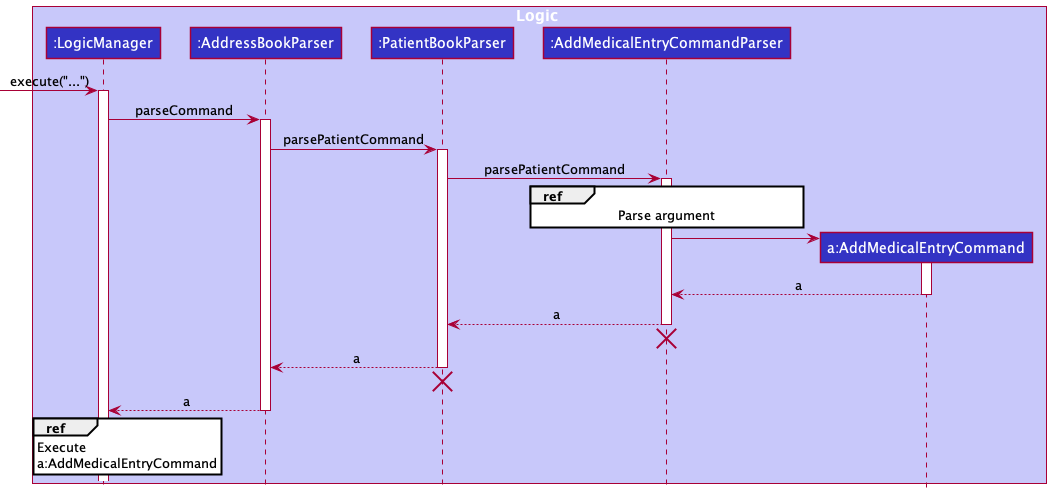 Logic
:LogicManager
:AddressBookParser
:PatientBookParser
:AddMedicalEntryCommandParser
execute("...")
parseCommand
parsePatientCommand
parsePatientCommand
ref
Parse argument
a:AddMedicalEntryCommand
a
a
a
a
ref
Execute
a:AddMedicalEntryCommand